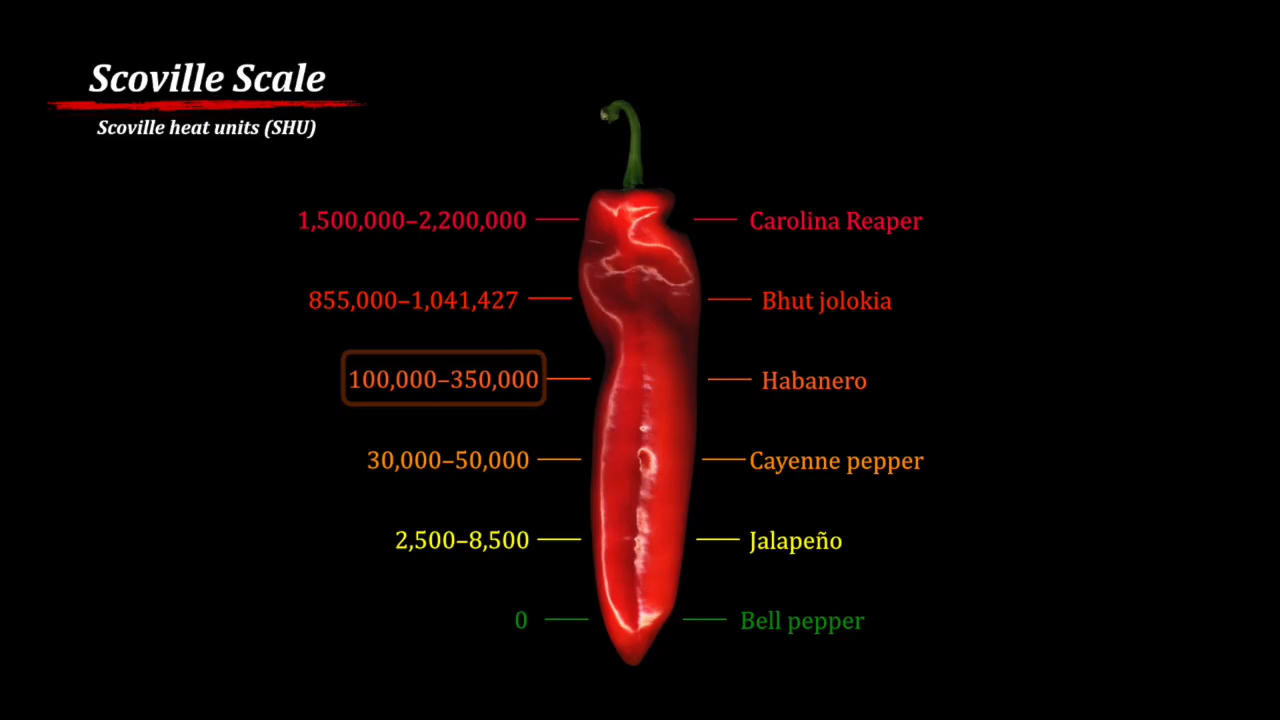 Scoville Scale
Scoville heat units (SHU)
1,500,000–2,200,000 Carolina Reaper
855,000–1,041,427 Bhut jolokia
100,000–350,000 Habanero
30,000–50,000 Cayenne pepper
2,500–8,500 Jalapeño
0 Bell pepper